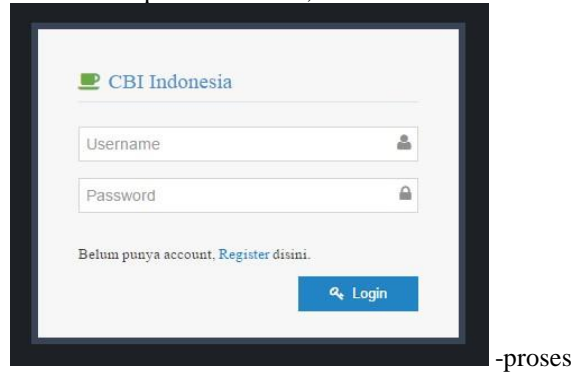 CBI Indonesia
Username
Password
Belum punya account, Register disini.
Login
-proses